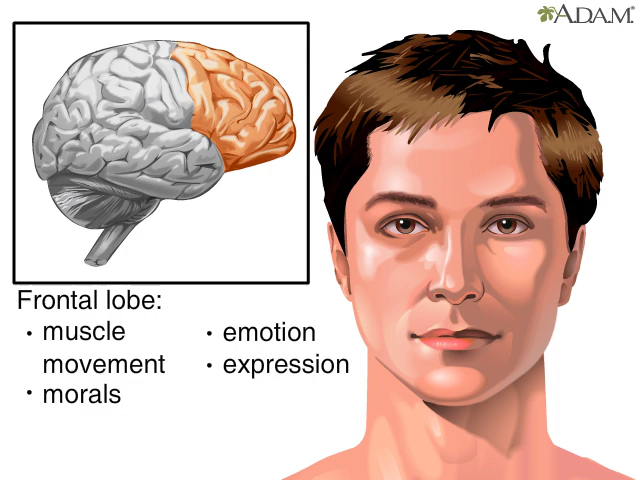 A.D.A.M.
Frontal lobe:
· muscle
movement
· morals
· emotion
· expression